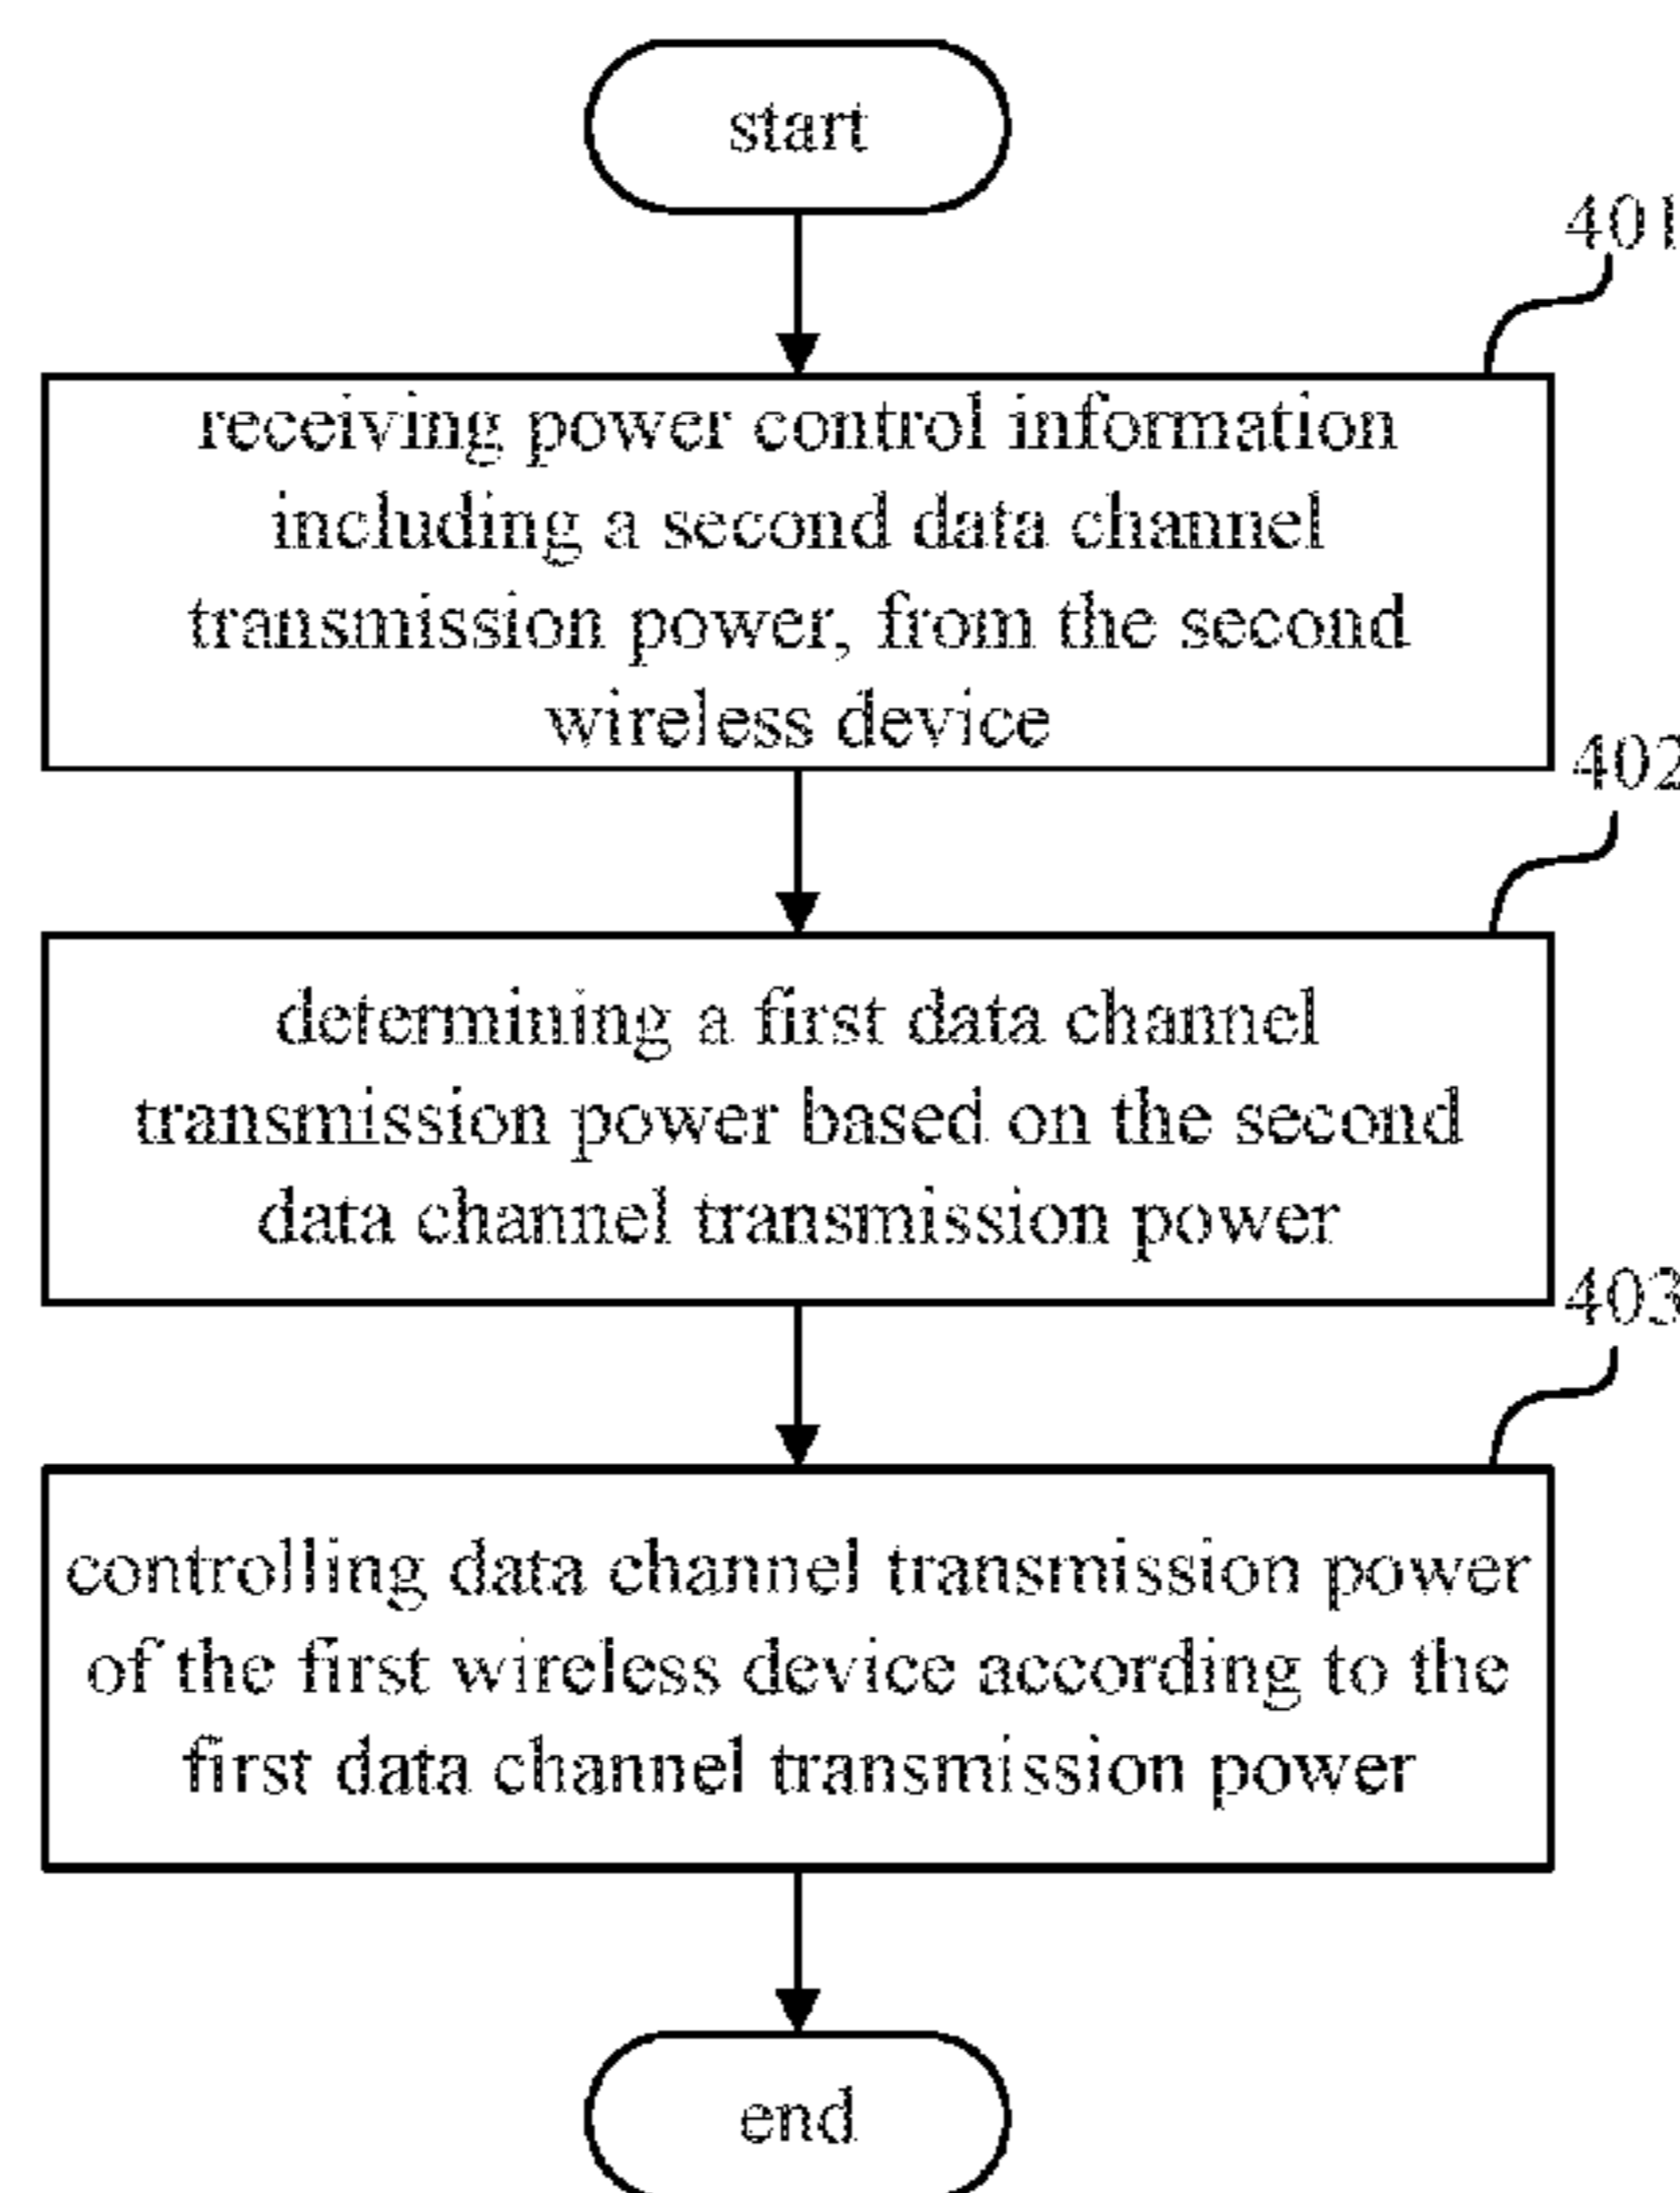 start
401
receiving power control information
including a second data channel
transmission power, from the second
wireless device
402
determining a first data channel
transmission power based on the second
data channel transmission power
403
controlling data channel transmission power
of the first wireless device according to the
first data channel transmission power
end